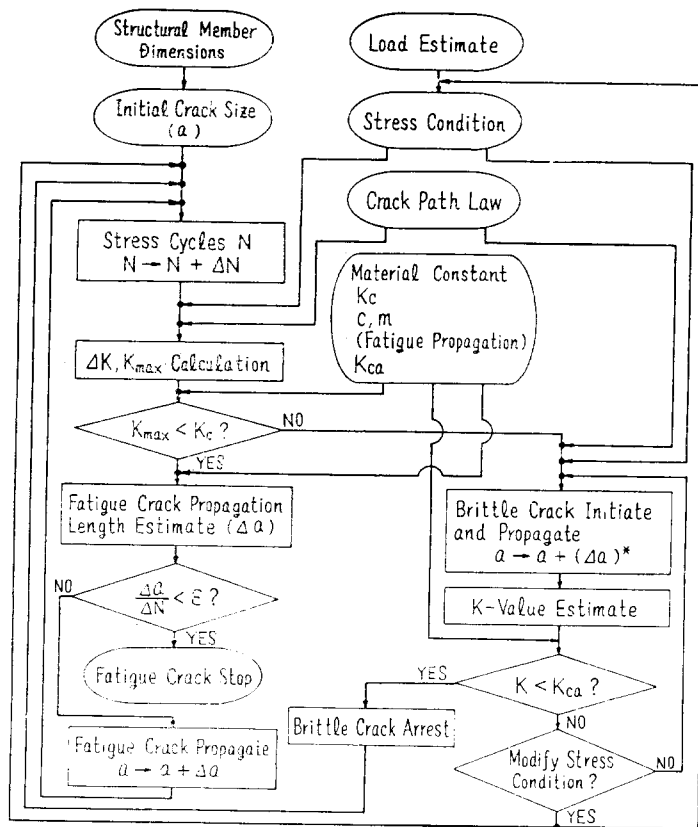 Structural Member
Dimensions
Load Estimate
Initial Crack Size
(a)
Stress Condition
Crack Path Law
Stress Cycles N
N → N + ΔN
Material Constant
Kc
C, m
(Fatigue Propagation)
Kca
ΔK, Kmax Calculation
Kmax < Kc ?
NO
YES
Fatigue Crack Propagation
Length Estimate (Δa)
Brittle Crack Initiate
and Propagate
a → a + (Δa)*
NO
Δa/ΔN < ε ?
K-Value Estimate
YES
Fatigue Crack Stop
YES
K < Kca ?
Brittle Crack Arrest
NO
Fatigue Crack Propagaie
a → a + Δa
Modify Stress
Condition ?
NO
YES